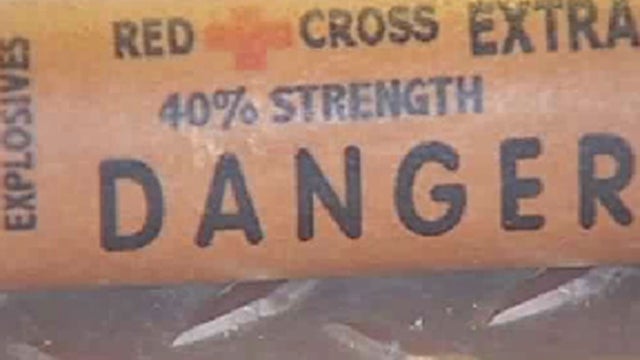 EXPLOSIVES
RED CROSS EXTRA
40% STRENGTH
DANGER